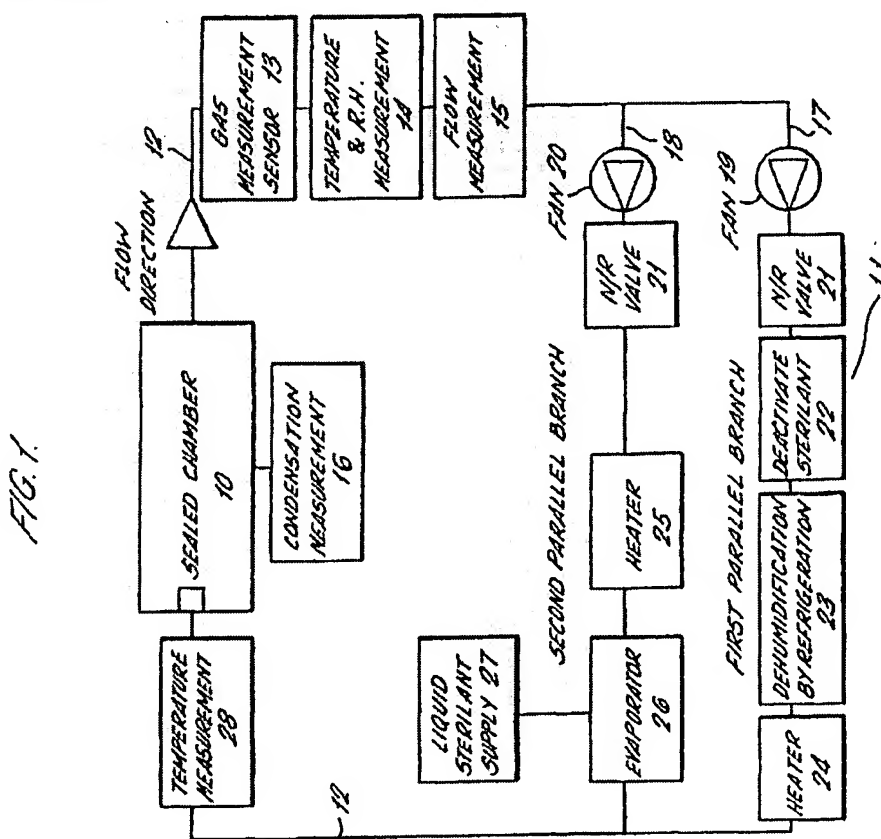 FIG. 1.
TEMPERATURE
MEASUREMENT
28
SEALED CHAMBER
10
CONDENSATION
MEASUREMENT
16
FLOW
DIRECTION
12
GAS
MEASUREMENT
SENSOR 13
TEMPERATURE
& R.H.
MEASUREMENT
14
FLOW
MEASUREMENT
15
12
LIQUID
STERILANT
SUPPLY 27
SECOND PARALLEL BRANCH
EVAPORATOR
26
HEATER
25
N/R
VALVE
21
FAN 20
18
FIRST PARALLEL BRANCH
HEATER
24
DEHUMIDIFICATION
BY REFRIGERATION
23
DEACTIVATE
STERILANT
22
N/R
VALVE
21
FAN 19
17
11